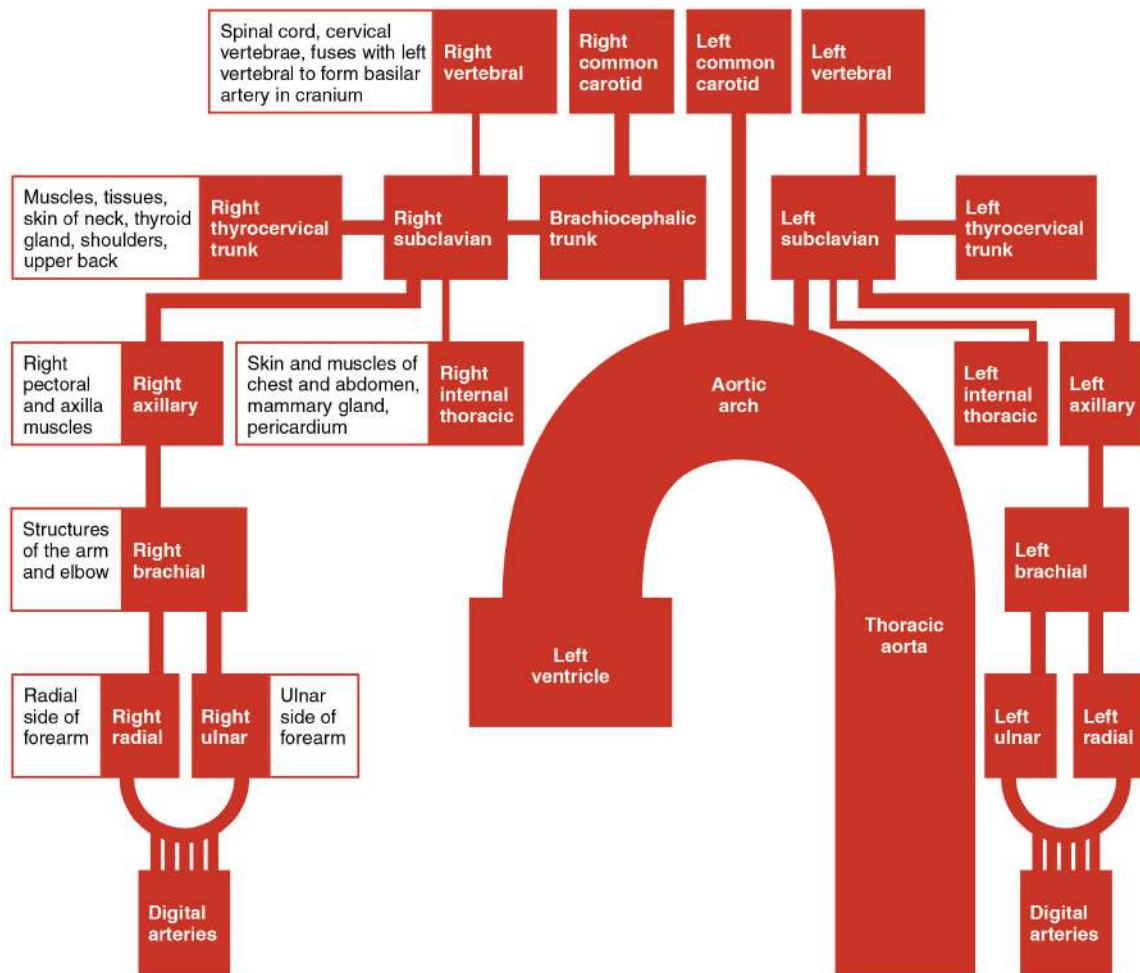 Spinal cord, cervical
vertebrae, fuses with left
vertebral to form basilar
artery in cranium
Right
vertebral
Right
common
carotid
Left
common
carotid
Left
vertebral
Muscles, tissues,
skin of neck, thyroid
gland, shoulders,
upper back
Right
thyrocervical
trunk
Right
subclavian
Brachiocephalic
trunk
Left
subclavian
Left
thyrocervical
trunk
Right
pectoral
and axilla
muscles
Right
axillary
Skin and muscles of
chest and abdomen,
mammary gland,
pericardium
Right
internal
thoracic
Aortic
arch
Left
internal
thoracic
Left
axillary
Structures
of the arm
and elbow
Right
brachial
Left
brachial
Left
ventricle
Thoracic
aorta
Radial
side of
forearm
Right
radial
Right
ulnar
Ulnar
side of
forearm
Left
ulnar
Left
radial
Digital
arteries
Digital
arteries